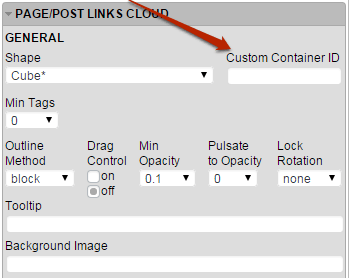 PAGE/POST LINKS CLOUD
GENERAL
Shape Custom Container ID
Cube*
Min Tags
0
Outline Method Drag Control Min Opacity Pulsate to Opacity Lock Rotation
block on off 0.1 0 none
Tooltip
Background Image